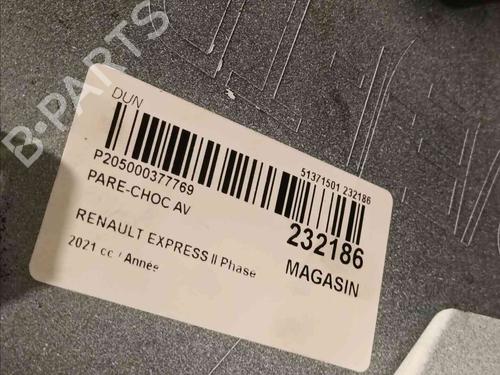 B-PARTS
DUN
P205000377769
51371501 232186
PARE-CHOC AV
232186
RENAULT EXPRESS II Phase
MAGASIN
2021 cc / Année